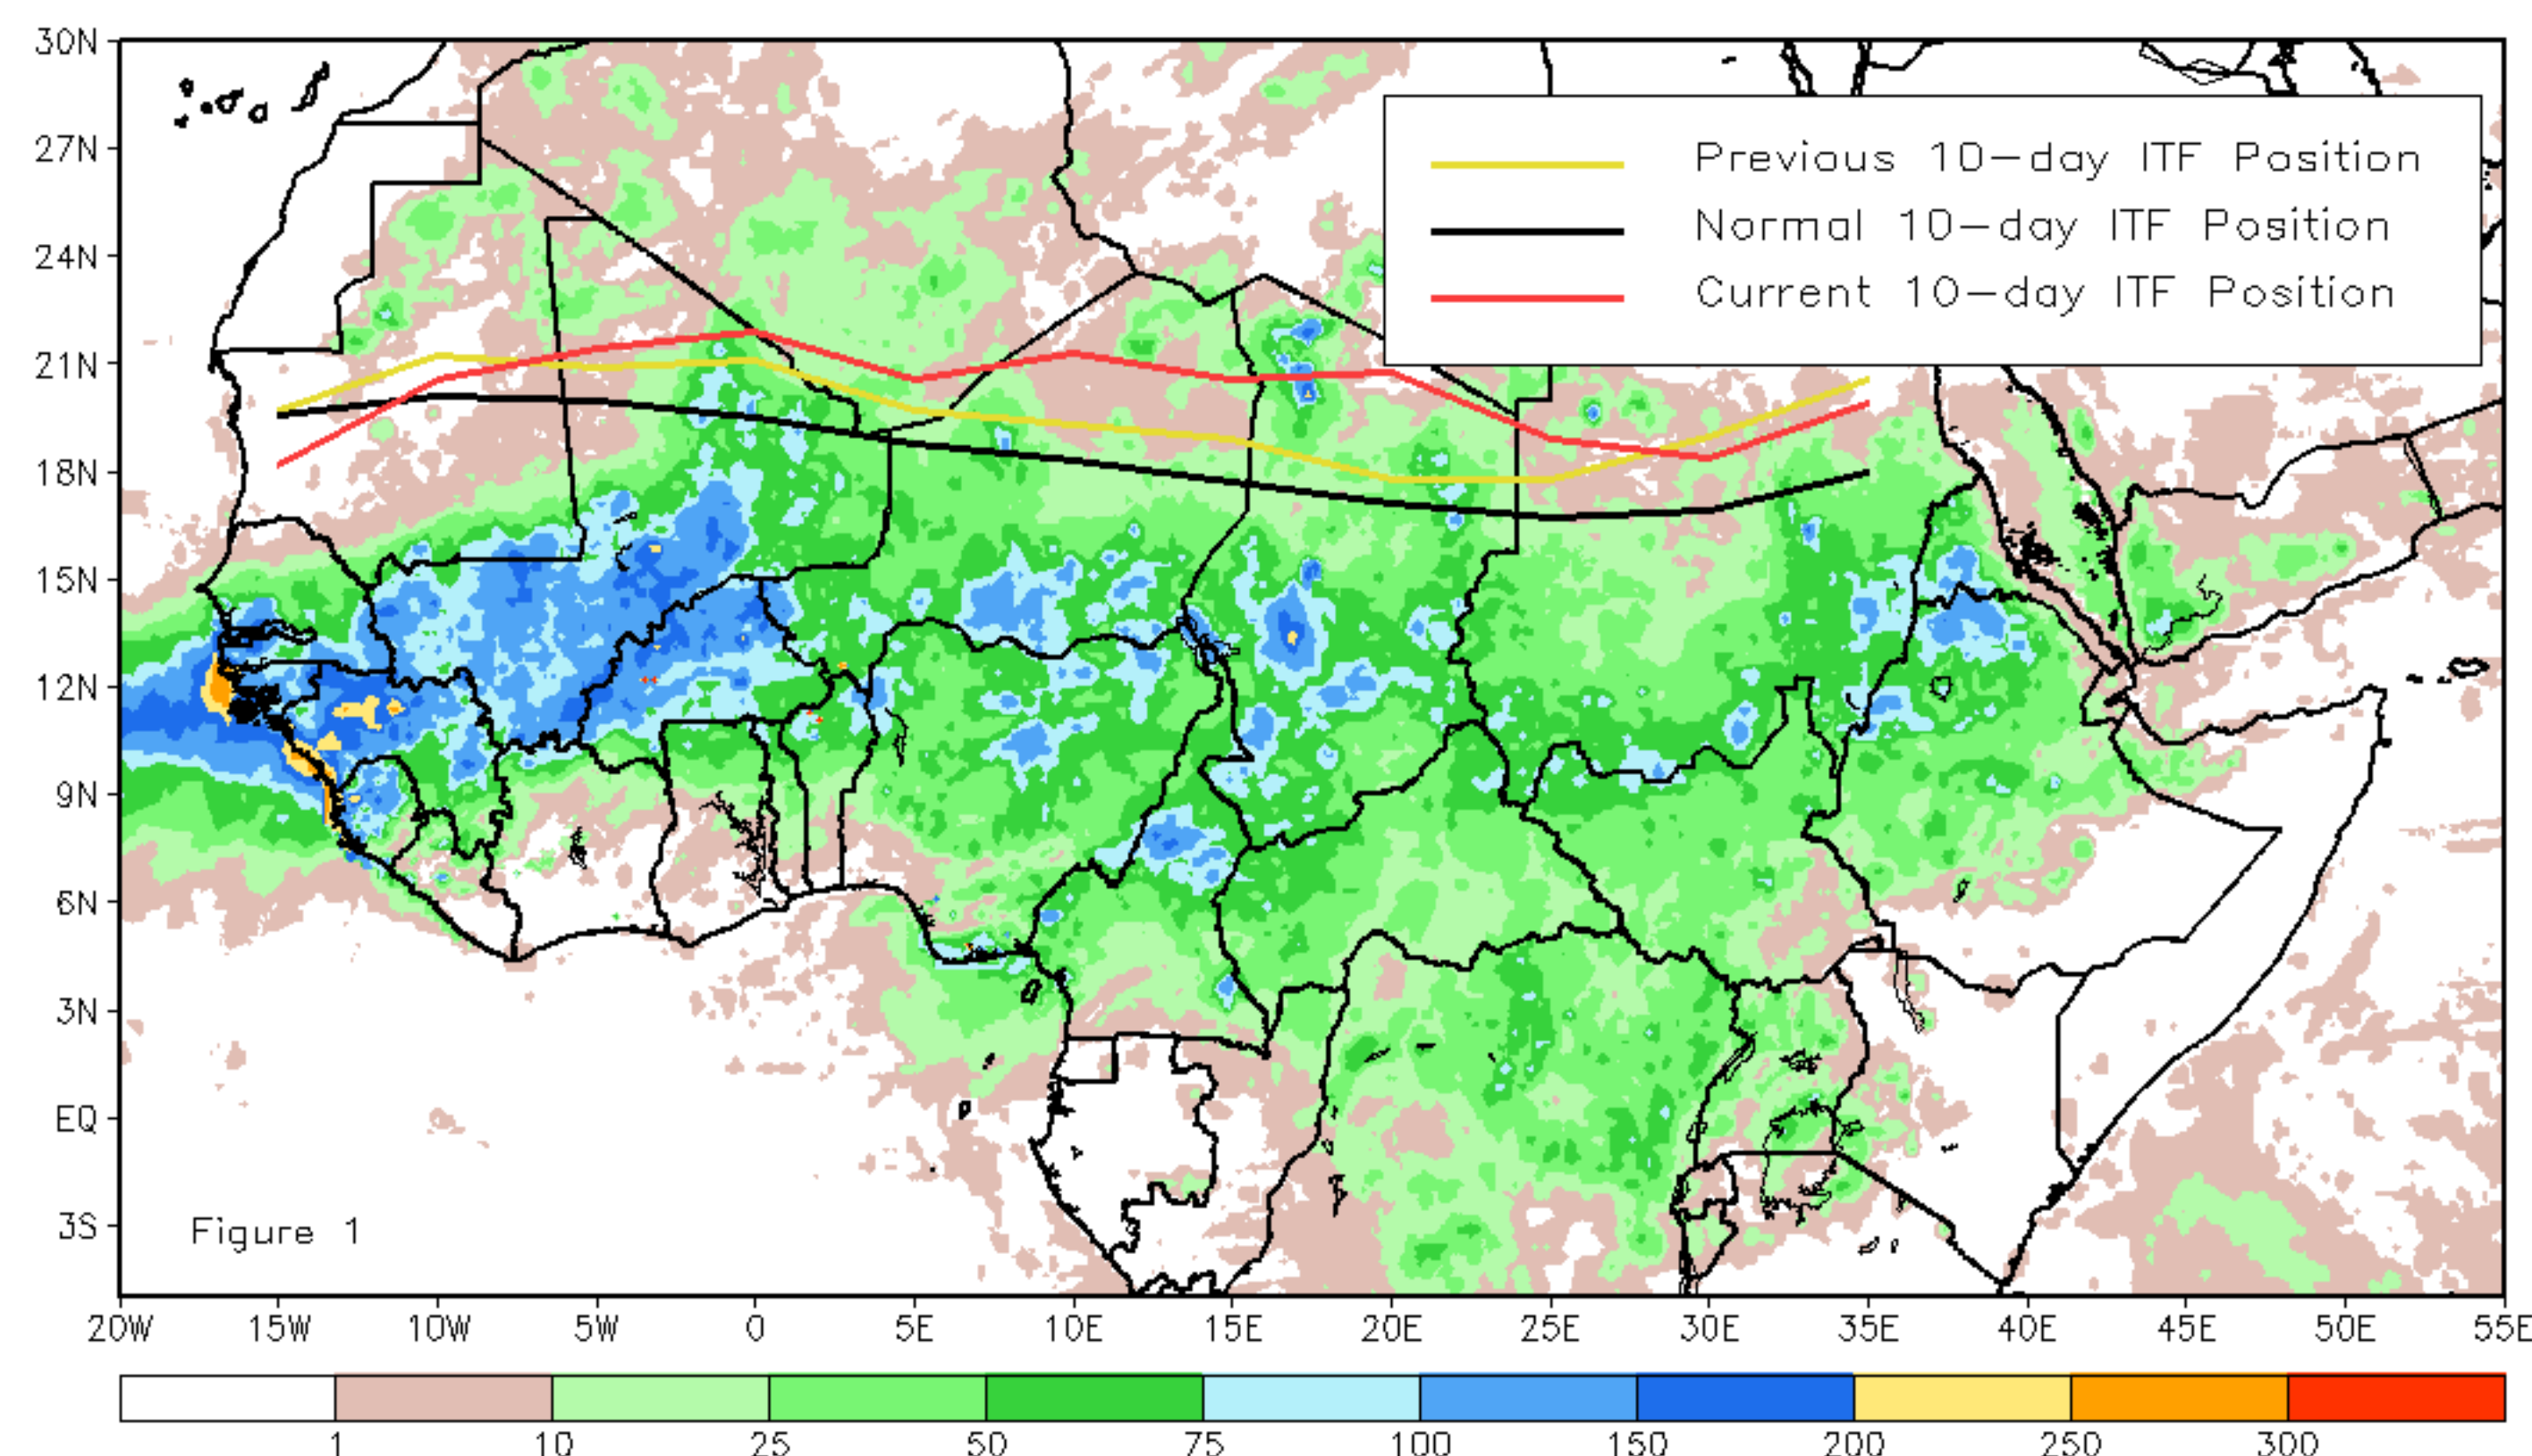 30N
27N
24N
21N
18N
15N
12N
9N
6N
3N
EQ
3S
Previous 10-day ITF Position
Normal 10-day ITF Position
Current 10-day ITF Position
Figure 1
20W 15W 10W 5W 0 5E 10E 15E 20E 25E 30E 35E 40E 45E 50E 55E
1 10 25 50 75 100 150 200 250 300